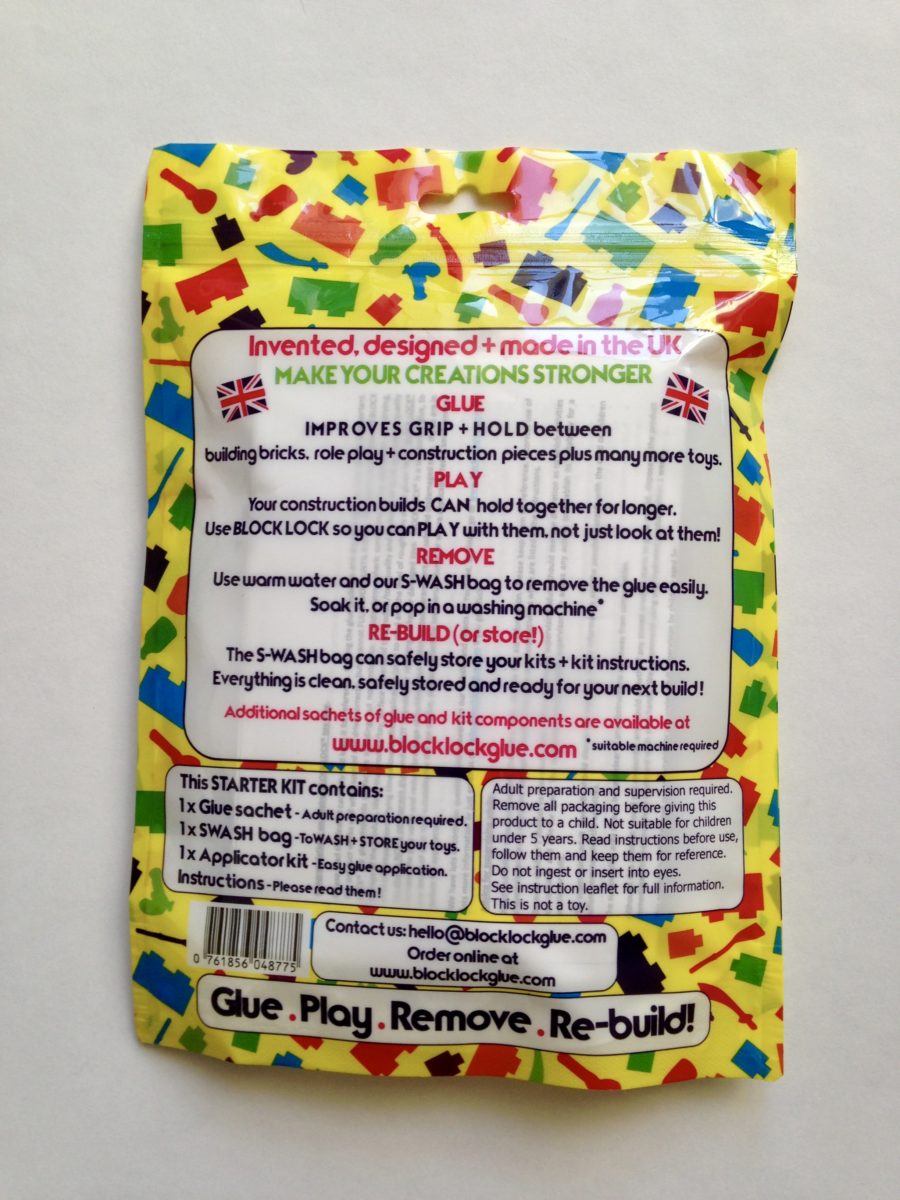 Invented, designed + made in the UK
MAKE YOUR CREATIONS STRONGER
GLUE
IMPROVES GRIP + HOLD between
building bricks, role play + construction pieces plus many more toys.
PLAY
Your construction builds CAN hold together for longer.
Use BLOCK LOCK so you can PLAY with them, not just look at them!
REMOVE
Use warm water and our S-WASH bag to remove the glue easily.
Soak it, or pop in a washing machine*
RE-BUILD (or store!)
The S-WASH bag can safely store your kits + kit instructions.
Everything is clean, safely stored and ready for your next build!
Additional sachets of glue and kit components are available at
www.blocklockglue.com *suitable machine required
This STARTER KIT contains:
1 x Glue sachet - Adult preparation required.
1 x SWASH bag - To WASH + STORE your toys.
1 x Applicator kit - Easy glue application.
Instructions - Please read them!
Adult preparation and supervision required.
Remove all packaging before giving this
product to a child. Not suitable for children
under 5 years. Read instructions before use,
follow them and keep them for reference.
Do not ingest or insert into eyes.
See instruction leaflet for full information.
This is not a toy.
0 761856 048775
Contact us: hello@blocklockglue.com
Order online at
www.blocklockglue.com
Glue . Play . Remove . Re-build!